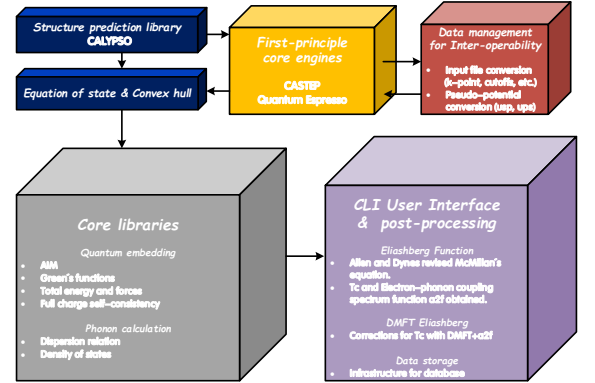 Structure prediction library
CALYPSO
Equation of state & Convex hull
First-principle
core engines
CASTEP
Quantum Espresso
Data management
for Inter-operability
• Input file conversion
(k-point, cutoffs, etc.)
• Pseudo-potential
conversion (usp, ups)
Core libraries
Quantum embedding
• AIM
• Green's functions
• Total energy and forces
• Full charge self-consistency
Phonon calculation
• Dispersion relation
• Density of states
CLI User Interface
& post-processing
Eliashberg Function
• Allen and Dynes revised McMillan's
equation.
• Tc and Electron-phonon coupling
spectrum function α2f obtained.
DMFT Eliashberg
• Corrections for Tc with DMFT+α2f
Data storage
• Infrastructure for database